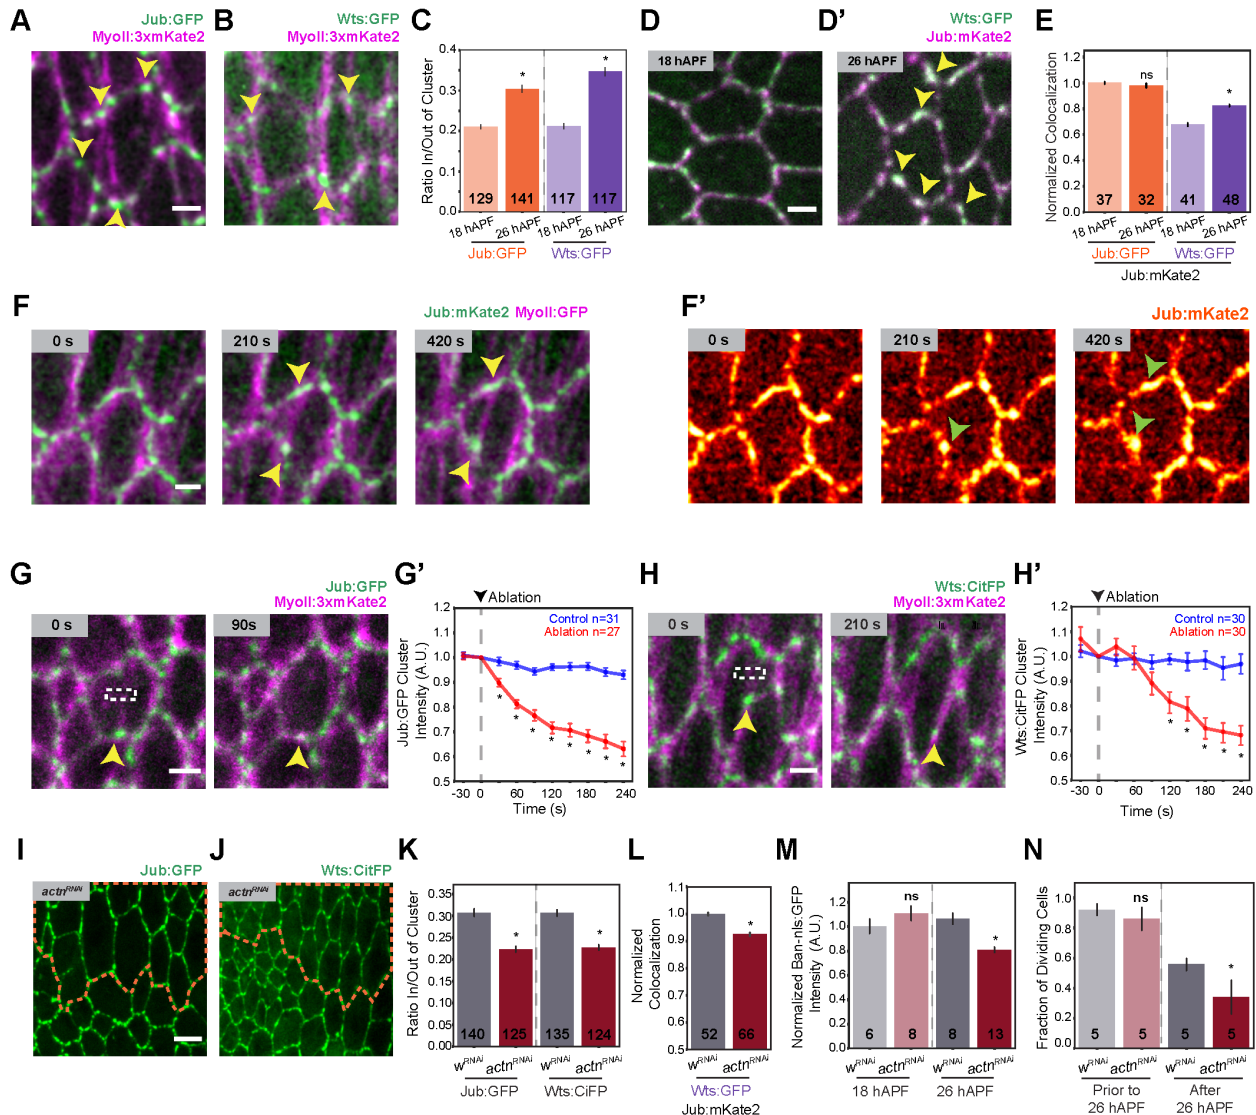 A
Jub:GFP
MyoII:3xmKate2
B
Wts:GFP
MyoII:3xmKate2
C
Ratio In/Out of Cluster
0.4
0.3
0.2
0.1
0.0
*
*
129
141
117
117
18 hAPF
26 hAPF
18 hAPF
26 hAPF
Jub:GFP
Wts:GFP
D
18 hAPF
D'
Wts:GFP
Jub:mKate2
26 hAPF
E
Normalized Colocalization
1.2
1.0
0.8
0.6
0.4
0.2
0.0
ns
*
37
32
41
48
18 hAPF
26 hAPF
18 hAPF
26 hAPF
Jub:GFP
Wts:GFP
Jub:mKate2
F
Jub:mKate2 MyoII:GFP
0 s
210 s
420 s
F'
Jub:mKate2
0 s
210 s
420 s
G
Jub:GFP
MyoII:3xmKate2
0 s
90s
G'
Ablation
Control n=31
Ablation n=27
Jub:GFP Cluster
Intensity (A.U.)
1.2
1.1
1.0
0.9
0.8
0.7
0.6
0.5
* * * * * * * *
-30 0 60 120 180 240
Time (s)
H
Wts:CitFP
MyoII:3xmKate2
0 s
210 s
H'
Ablation
Control n=30
Ablation n=30
Wts:CitFP Cluster
Intensity (A.U.)
1.2
1.1
1.0
0.9
0.8
0.7
0.6
0.5
* * * * *
-30 0 60 120 180 240
Time (s)
I
Jub:GFP
actnRNAi
J
Wts:CitFP
actnRNAi
K
Ratio In/Out of Cluster
0.35
0.30
0.25
0.20
0.15
0.10
0.05
0.00
*
*
140
125
135
124
wRNAi
actnRNAi
wRNAi
actnRNAi
Jub:GFP
Wts:CiFP
L
Normalized
Colocalization
1.1
1.0
0.9
0.8
0.7
0.6
0.5
*
52
66
wRNAi
actnRNAi
Wts:GFP
Jub:mKate2
M
Normalized Ban-nls:GFP
Intensity (A.U.)
1.2
1.0
0.8
0.6
0.4
0.2
0.0
ns
*
6
8
8
13
wRNAi
actnRNAi
wRNAi
actnRNAi
18 hAPF
26 hAPF
N
Fraction of Dividing Cells
1.0
0.8
0.6
0.4
0.2
0.0
ns
*
5
5
5
5
wRNAi
actnRNAi
wRNAi
actnRNAi
Prior to
26 hAPF
After
26 hAPF